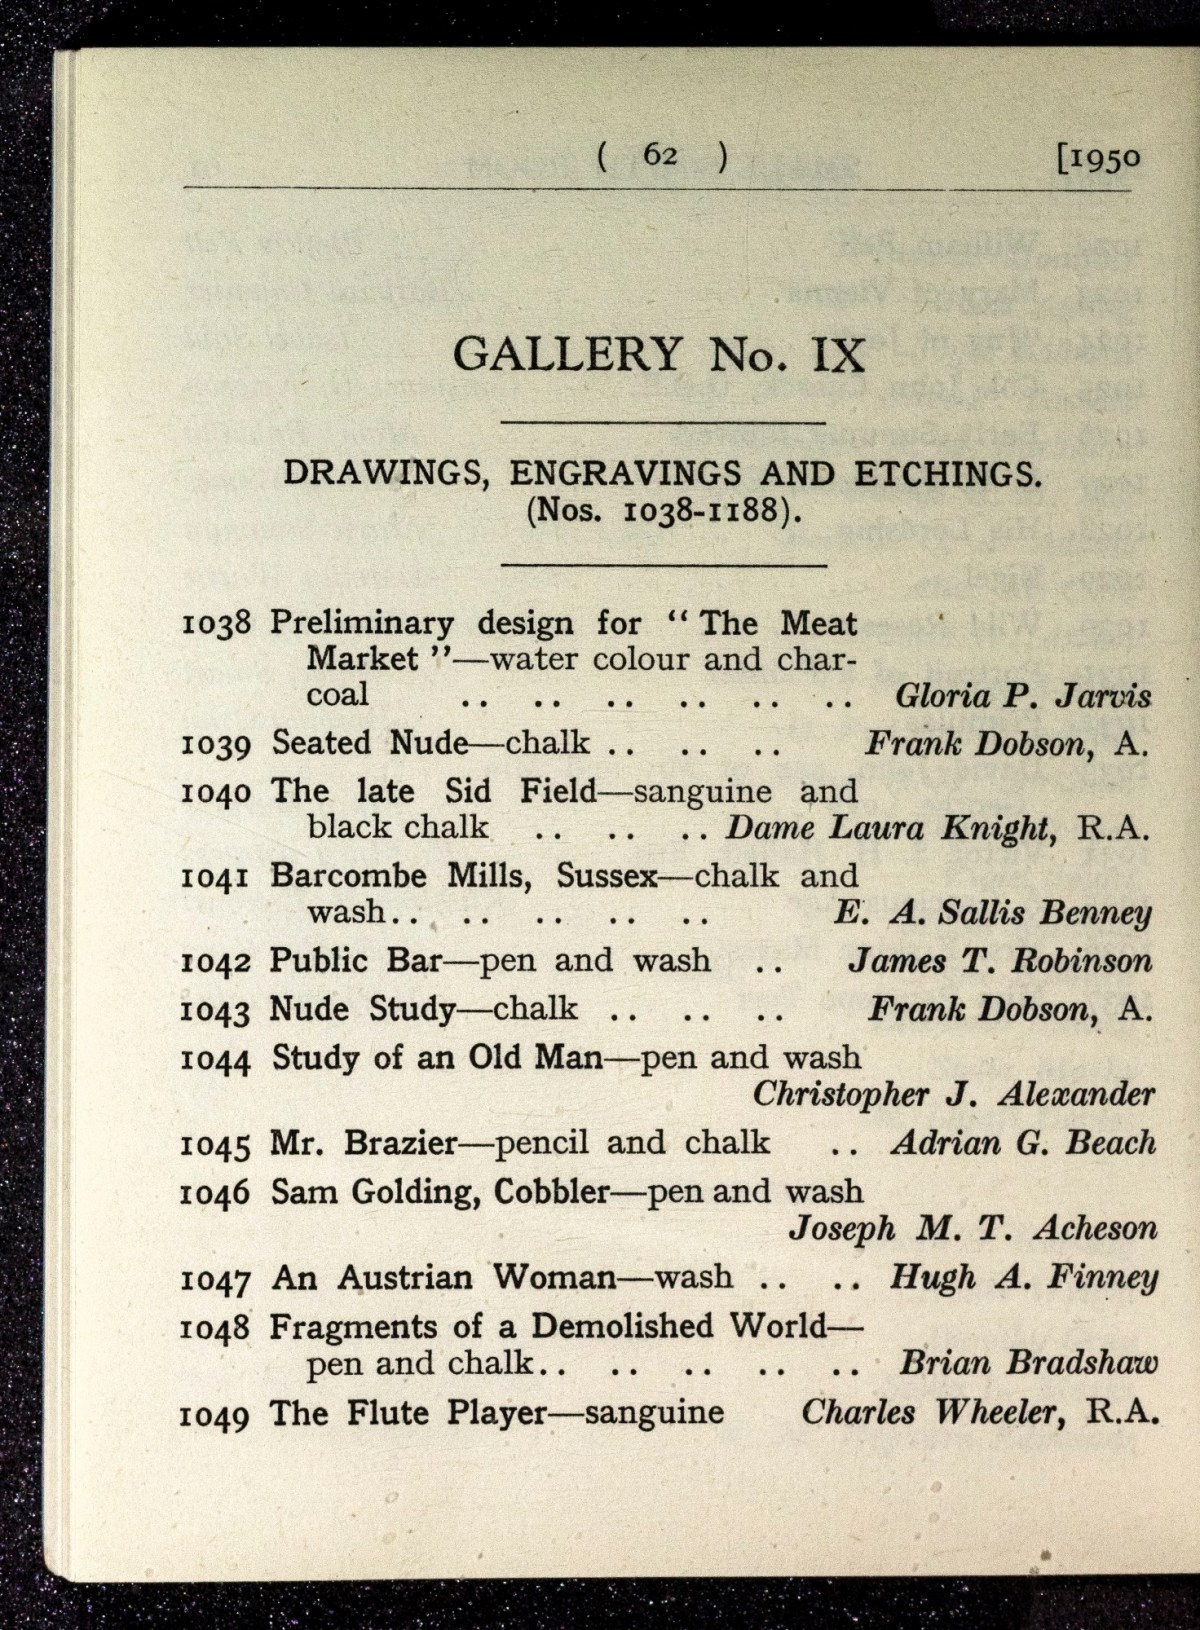 ( 62 ) [1950
GALLERY No. IX
DRAWINGS, ENGRAVINGS AND ETCHINGS.
(Nos. 1038-1188).
1038 Preliminary design for "The Meat
Market"—water colour and char-
coal .. .. .. .. .. .. Gloria P. Jarvis
1039 Seated Nude—chalk .. .. .. Frank Dobson, A.
1040 The late Sid Field—sanguine and
black chalk .. .. .. Dame Laura Knight, R.A.
1041 Barcombe Mills, Sussex—chalk and
wash .. .. .. .. .. E. A. Sallis Benney
1042 Public Bar—pen and wash .. James T. Robinson
1043 Nude Study—chalk .. .. .. Frank Dobson, A.
1044 Study of an Old Man—pen and wash
Christopher J. Alexander
1045 Mr. Brazier—pencil and chalk .. Adrian G. Beach
1046 Sam Golding, Cobbler—pen and wash
Joseph M. T. Acheson
1047 An Austrian Woman—wash .. .. Hugh A. Finney
1048 Fragments of a Demolished World—
pen and chalk .. .. .. .. .. Brian Bradshaw
1049 The Flute Player—sanguine Charles Wheeler, R.A.